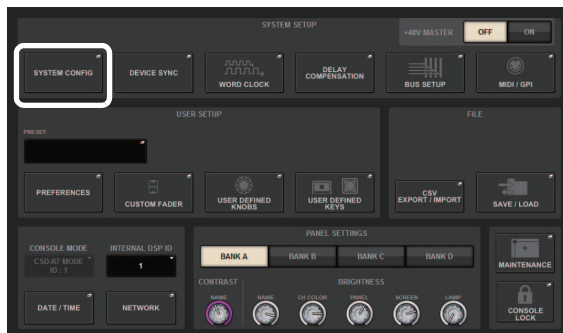 SYSTEM SETUP
+48V MASTER
OFF
ON
SYSTEM CONFIG
DEVICE SYNC
WORD CLOCK
DELAY
COMPENSATION
BUS SETUP
MIDI / GPI
USER SETUP
FILE
PRESET
PREFERENCES
CUSTOM FADER
USER DEFINED
KNOBS
USER DEFINED
KEYS
CSV
EXPORT / IMPORT
SAVE / LOAD
PANEL SETTINGS
CONSOLE MODE
INTERNAL DSP ID
CSD-R7 MODE
ID : 1
1
BANK A
BANK B
BANK C
BANK D
MAINTENANCE
CONTRAST
BRIGHTNESS
NAME
NAME
CH COLOR
PANEL
SCREEN
LAMP
DATE / TIME
NETWORK
CONSOLE
LOCK